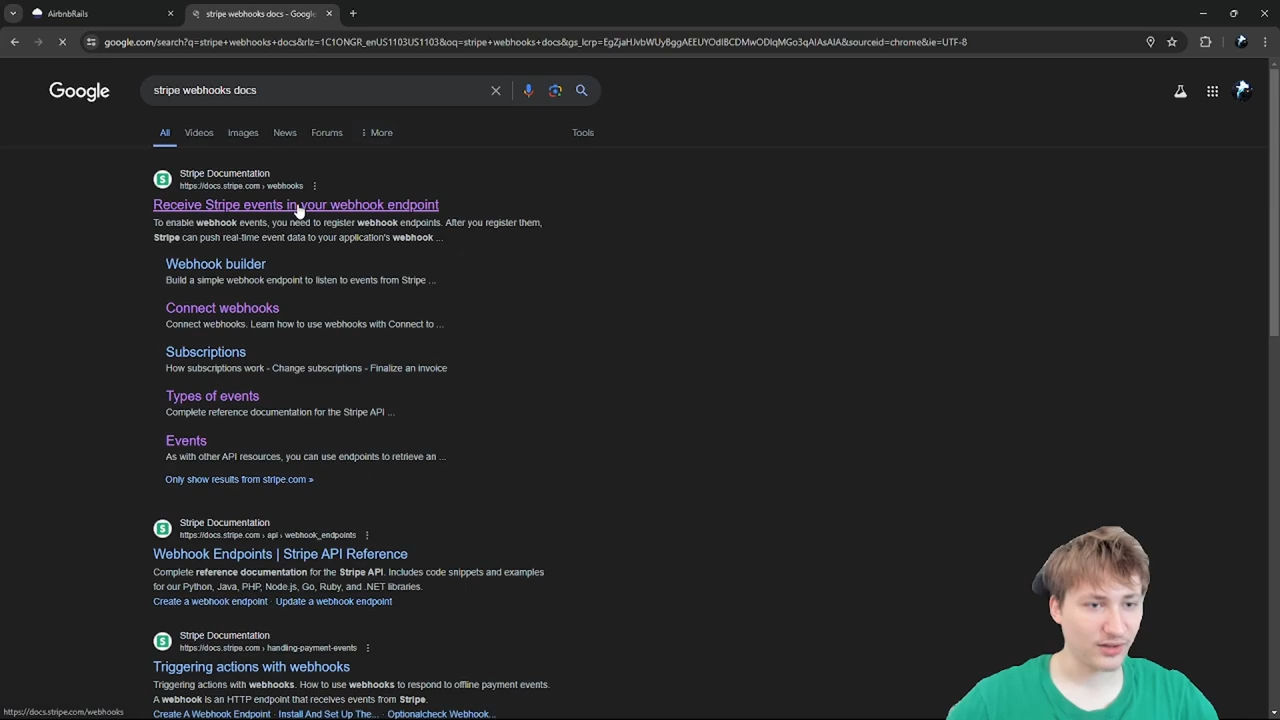 AirbnbRails
stripe webhooks docs - Google
google.com/search?q=stripe+webhooks+docs&rlz=1C1ONGR_enUS1103US1103&oq=stripe+webhooks+docs&gs_lcrp=EgZjaHJvbWUyBggAEEUYOdIBCDMwODlqMGo3qAIAsAIA&sourceid=chrome&ie=UTF-8
Google
stripe webhooks docs
All Videos Images News Forums More Tools
Stripe Documentation
https://docs.stripe.com › webhooks
Receive Stripe events in your webhook endpoint
To enable webhook events, you need to register webhook endpoints. After you register them,
Stripe can push real-time event data to your application's webhook ...
Webhook builder
Build a simple webhook endpoint to listen to events from Stripe ...
Connect webhooks
Connect webhooks. Learn how to use webhooks with Connect to ...
Subscriptions
How subscriptions work - Change subscriptions - Finalize an invoice
Types of events
Complete reference documentation for the Stripe API ...
Events
As with other API resources, you can use endpoints to retrieve an ...
Only show results from stripe.com »
Stripe Documentation
https://docs.stripe.com › api › webhook_endpoints
Webhook Endpoints | Stripe API Reference
Complete reference documentation for the Stripe API. Includes code snippets and examples
for our Python, Java, PHP, Node.js, Go, Ruby, and .NET libraries.
Create a webhook endpoint · Update a webhook endpoint
Stripe Documentation
https://docs.stripe.com › handling-payment-events
Triggering actions with webhooks
Triggering actions with webhooks. How to use webhooks to respond to offline payment events.
A webhook is an HTTP endpoint that receives events from Stripe.
Create A Webhook Endpoint · Install And Set Up The... · Optionalcheck Webhook...
https://docs.stripe.com/webhooks